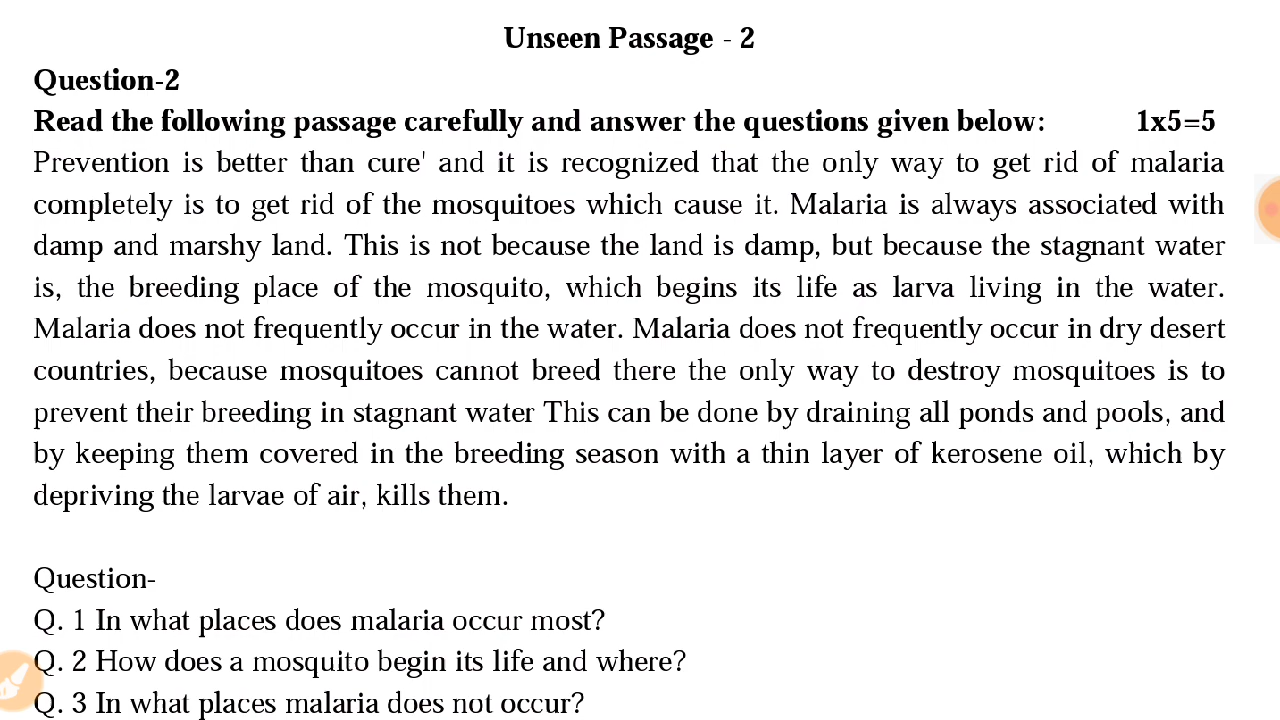 Unseen Passage - 2
Question-2
Read the following passage carefully and answer the questions given below: 1x5=5
Prevention is better than cure' and it is recognized that the only way to get rid of malaria
completely is to get rid of the mosquitoes which cause it. Malaria is always associated with
damp and marshy land. This is not because the land is damp, but because the stagnant water
is, the breeding place of the mosquito, which begins its life as larva living in the water.
Malaria does not frequently occur in the water. Malaria does not frequently occur in dry desert
countries, because mosquitoes cannot breed there the only way to destroy mosquitoes is to
prevent their breeding in stagnant water This can be done by draining all ponds and pools, and
by keeping them covered in the breeding season with a thin layer of kerosene oil, which by
depriving the larvae of air, kills them.
Question-
Q. 1 In what places does malaria occur most?
Q. 2 How does a mosquito begin its life and where?
Q. 3 In what places malaria does not occur?